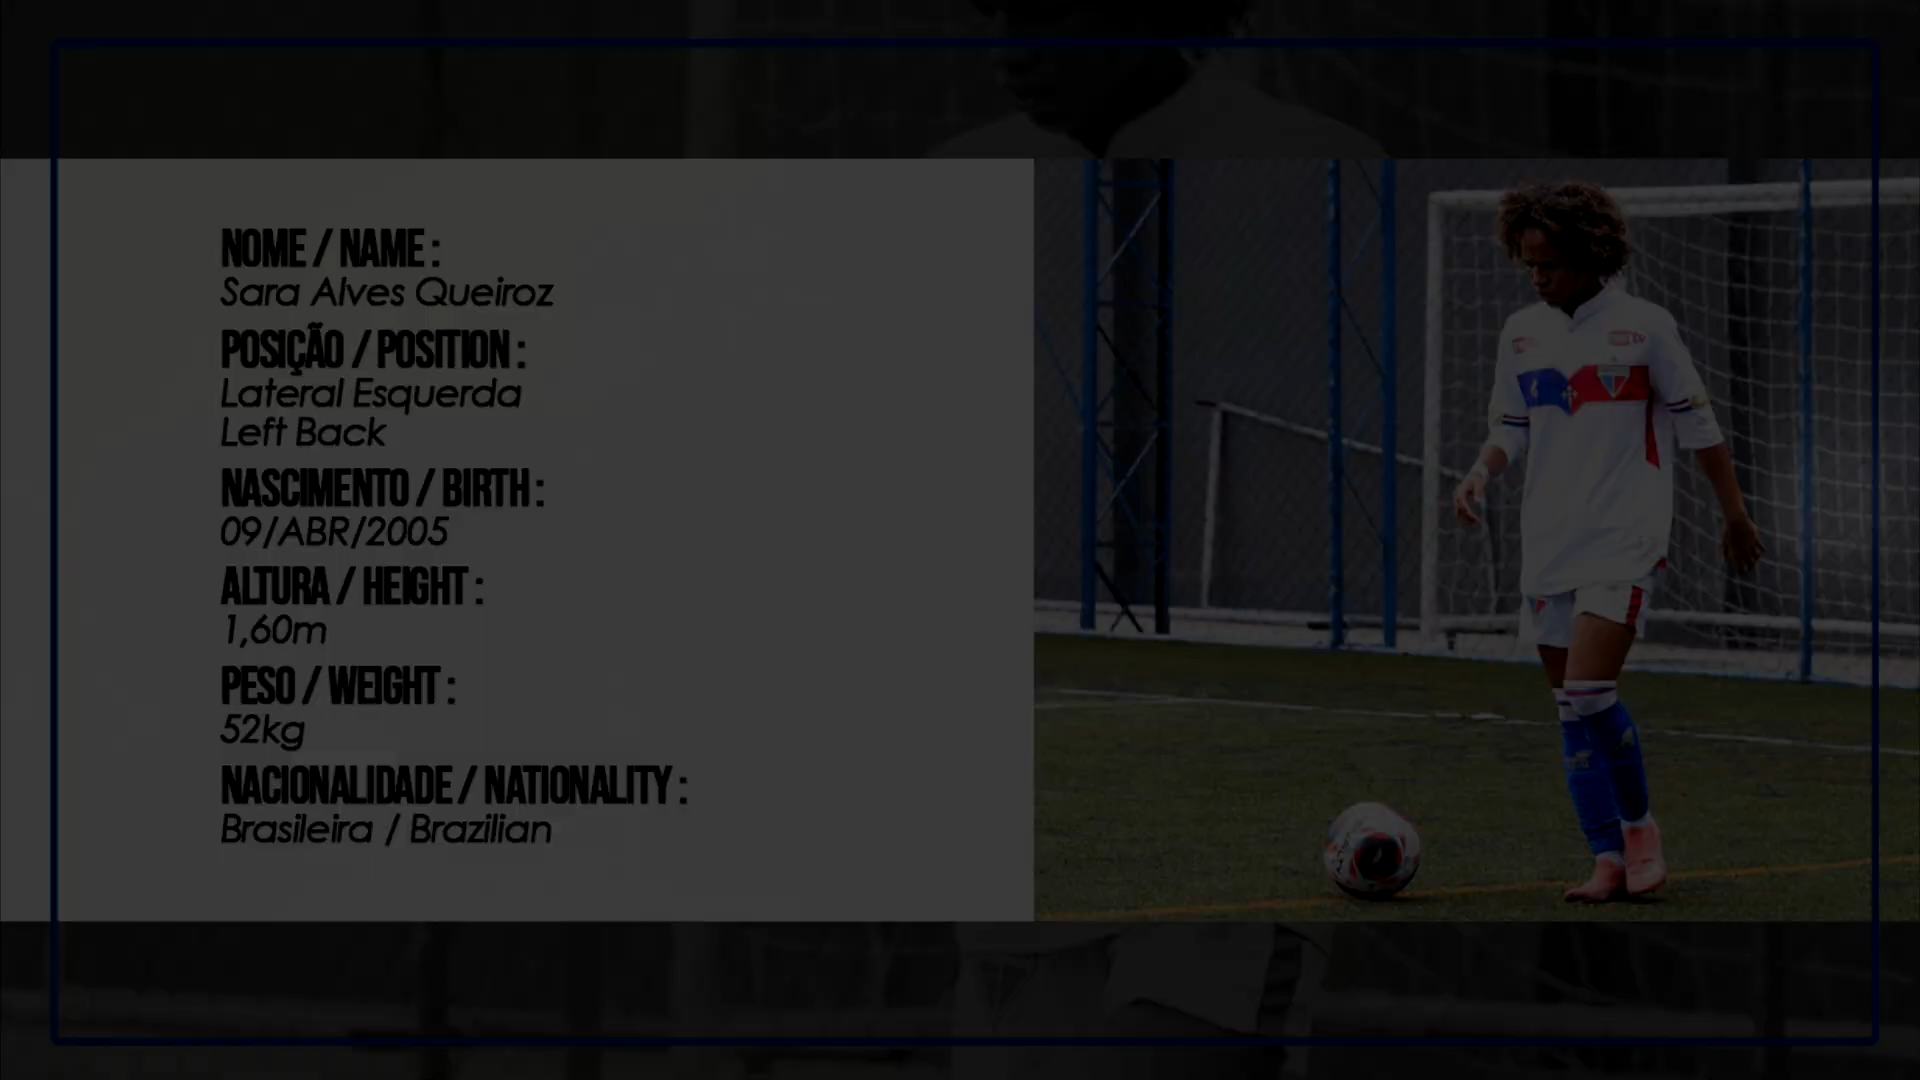 NOME / NAME :
Sara Alves Queiroz
POSIÇÃO / POSITION :
Lateral Esquerda
Left Back
NASCIMENTO / BIRTH :
09/ABR/2005
ALTURA / HEIGHT :
1,60m
PESO / WEIGHT :
52kg
NACIONALIDADE / NATIONALITY :
Brasileira / Brazilian